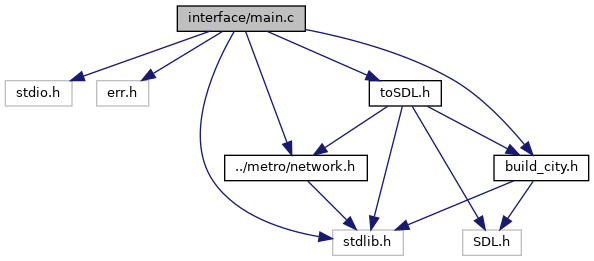 interface/main.c
stdio.h
err.h
toSDL.h
../metro/network.h
build_city.h
stdlib.h
SDL.h